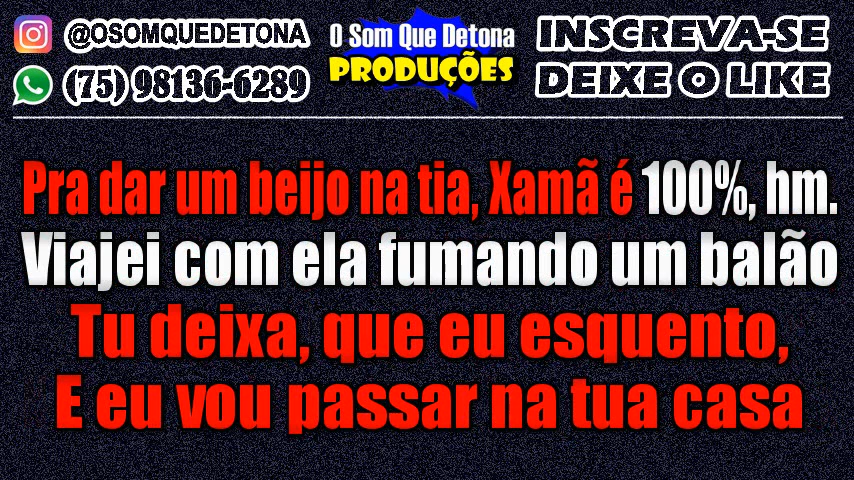 @OSOMQUEDETONA
(75) 98136-6289
O Som Que Detona
PRODUÇÕES
INSCREVA-SE
DEIXE O LIKE
Pra dar um beijo na tia, Xamã é 100%, hm.
Viajei com ela fumando um balão
Tu deixa, que eu esquento,
E eu vou passar na tua casa